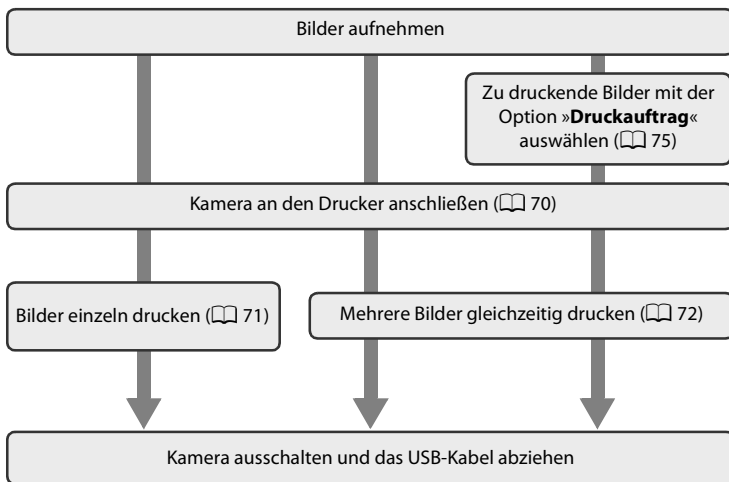 Bilder aufnehmen
Zu druckende Bilder mit der
Option »Druckauftrag«
auswählen (📖 75)
Kamera an den Drucker anschließen (📖 70)
Bilder einzeln drucken (📖 71)
Mehrere Bilder gleichzeitig drucken (📖 72)
Kamera ausschalten und das USB-Kabel abziehen